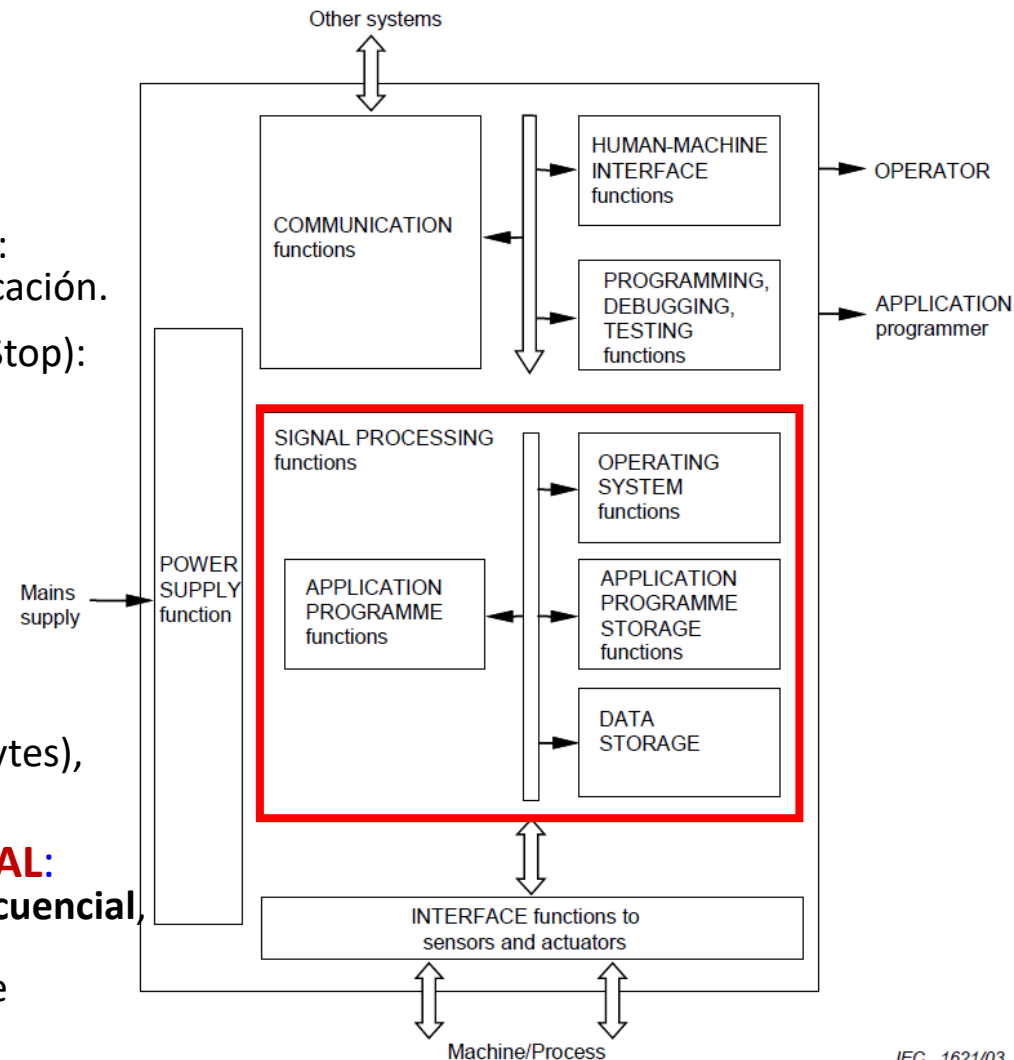 Other systems
:
cación.
Stop):
ytes),
AL:
cuencial,
e
COMMUNICATION
functions
HUMAN-MACHINE
INTERFACE
functions
OPERATOR
PROGRAMMING,
DEBUGGING,
TESTING
functions
APPLICATION
programmer
SIGNAL PROCESSING
functions
OPERATING
SYSTEM
functions
Mains
supply
POWER
SUPPLY
function
APPLICATION
PROGRAMME
functions
APPLICATION
PROGRAMME
STORAGE
functions
DATA
STORAGE
INTERFACE functions to
sensors and actuators
Machine/Process
IEC 1621/03